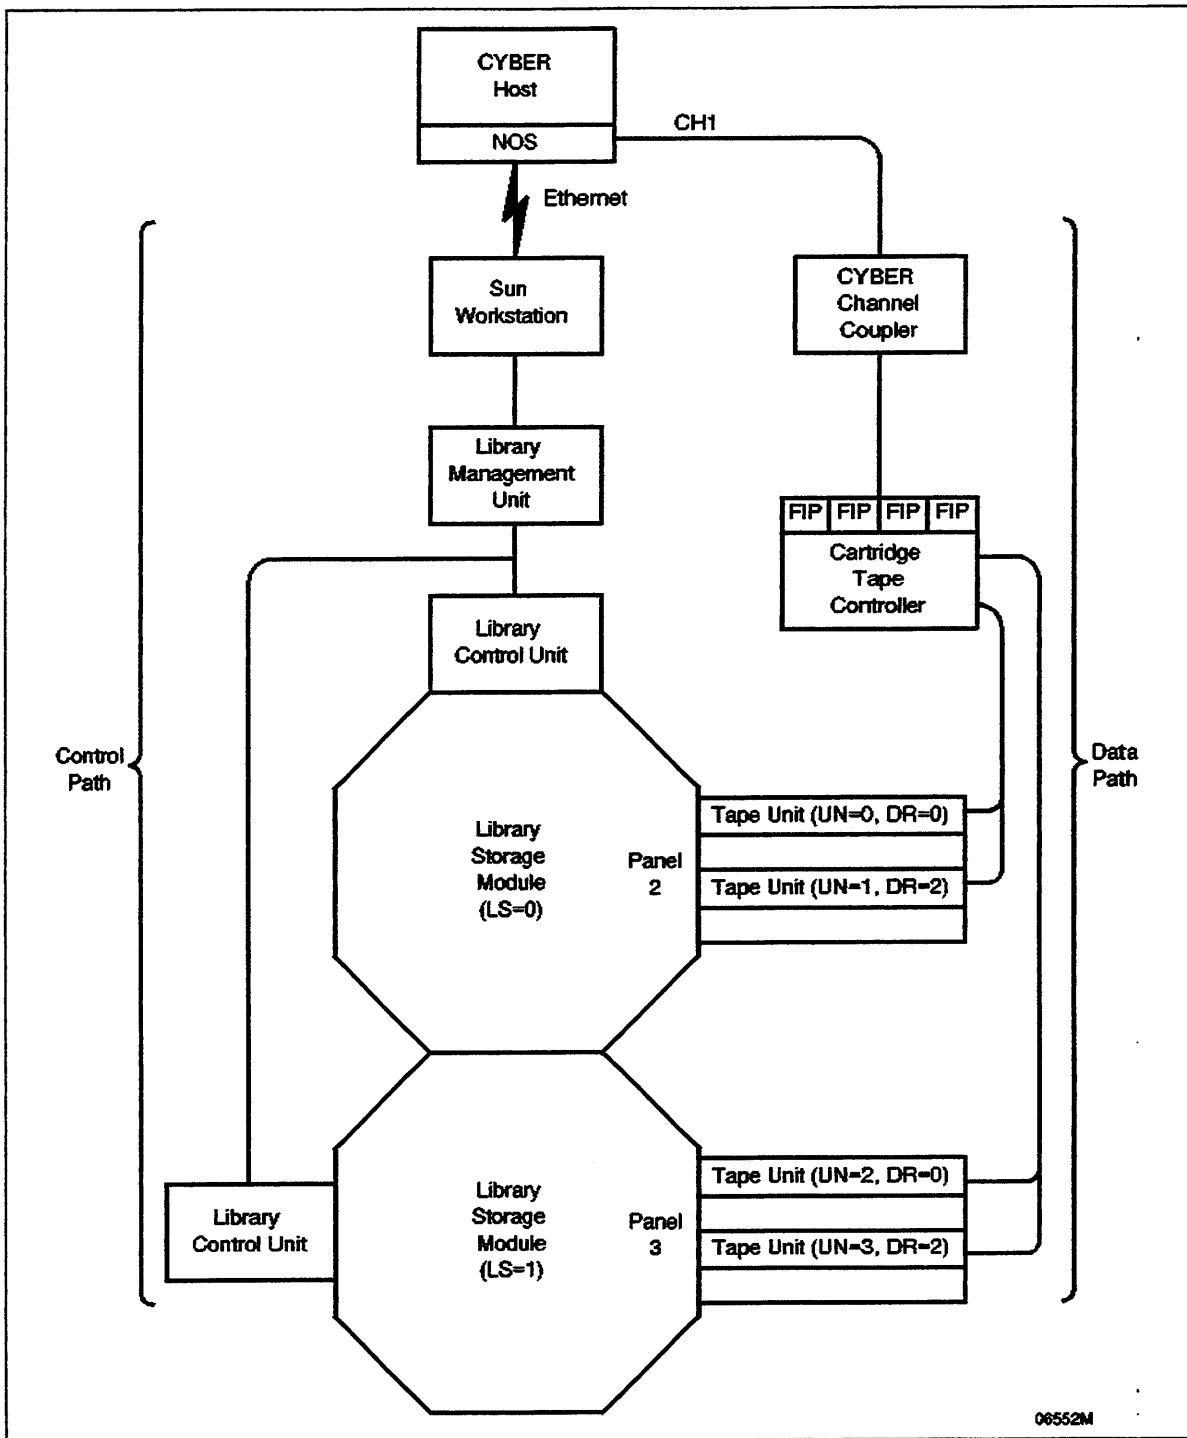 CYBER
Host
NOS
CH1
Ethernet
Sun
Workstation
CYBER
Channel
Coupler
Library
Management
Unit
FIP FIP FIP FIP
Cartridge
Tape
Controller
Library
Control Unit
Control
Path
Data
Path
Library
Storage
Module
(LS=0)
Panel
2
Tape Unit (UN=0, DR=0)
Tape Unit (UN=1, DR=2)
Library
Control Unit
Library
Storage
Module
(LS=1)
Panel
3
Tape Unit (UN=2, DR=0)
Tape Unit (UN=3, DR=2)
06552M